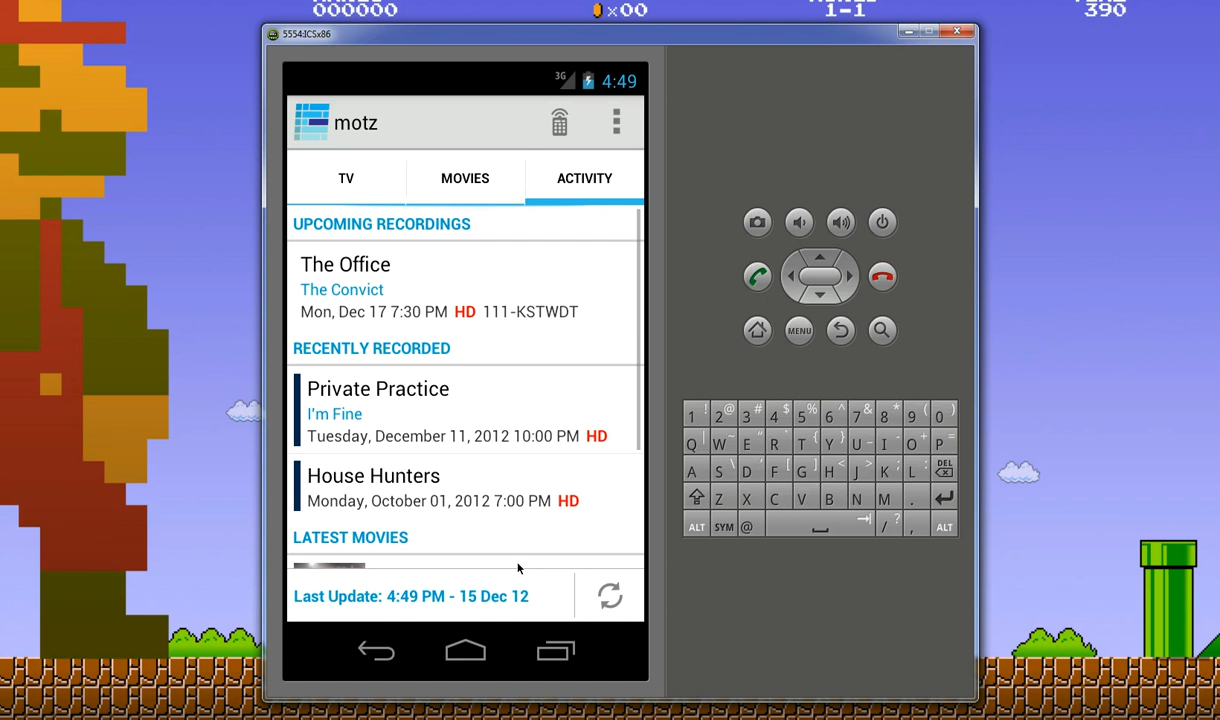 000000
×00
1-1
390
5554:ICSx86
3G
4:49
motz
TV
MOVIES
ACTIVITY
UPCOMING RECORDINGS
The Office
The Convict
Mon, Dec 17 7:30 PM HD 111-KSTWDT
RECENTLY RECORDED
Private Practice
I'm Fine
Tuesday, December 11, 2012 10:00 PM HD
House Hunters
Monday, October 01, 2012 7:00 PM HD
LATEST MOVIES
Last Update: 4:49 PM - 15 Dec 12
MENU
1 ! 2 @ 3 # 4 $ 5 % 6 ^ 7 & 8 * 9 ( 0 )
Q | W ~ E " R ` T { Y } U _ I - O + P =
A S \ D ' F [ G ] H < J > K ; L : DEL
Z X C V B N M .
ALT SYM @ / ? , ALT